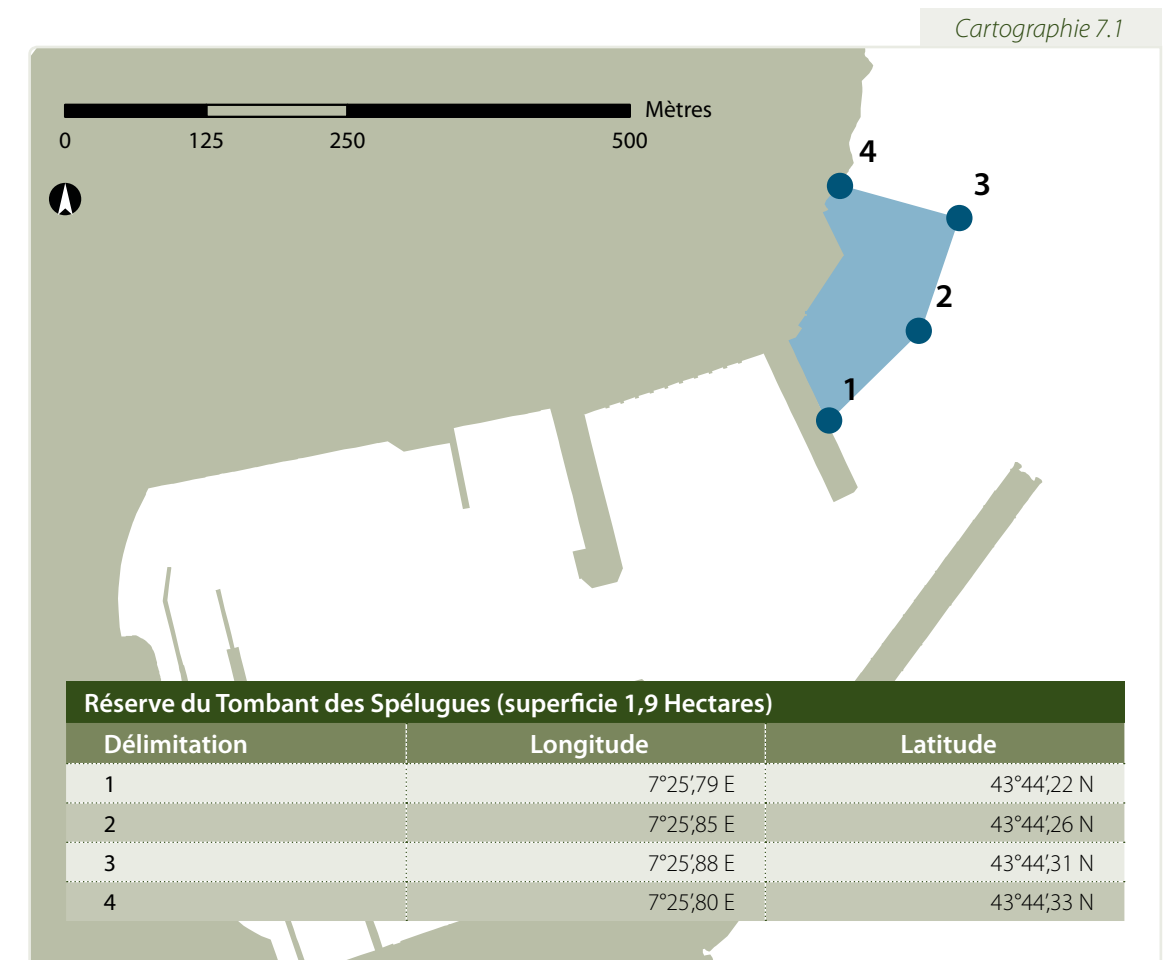 Cartographie 7.1
Mètres
0 125 250 500
4
3
2
1
Réserve du Tombant des Spélugues (superficie 1,9 Hectares)
Délimitation Longitude Latitude
1 7°25',79 E 43°44',22 N
2 7°25',85 E 43°44',26 N
3 7°25',88 E 43°44',31 N
4 7°25',80 E 43°44',33 N